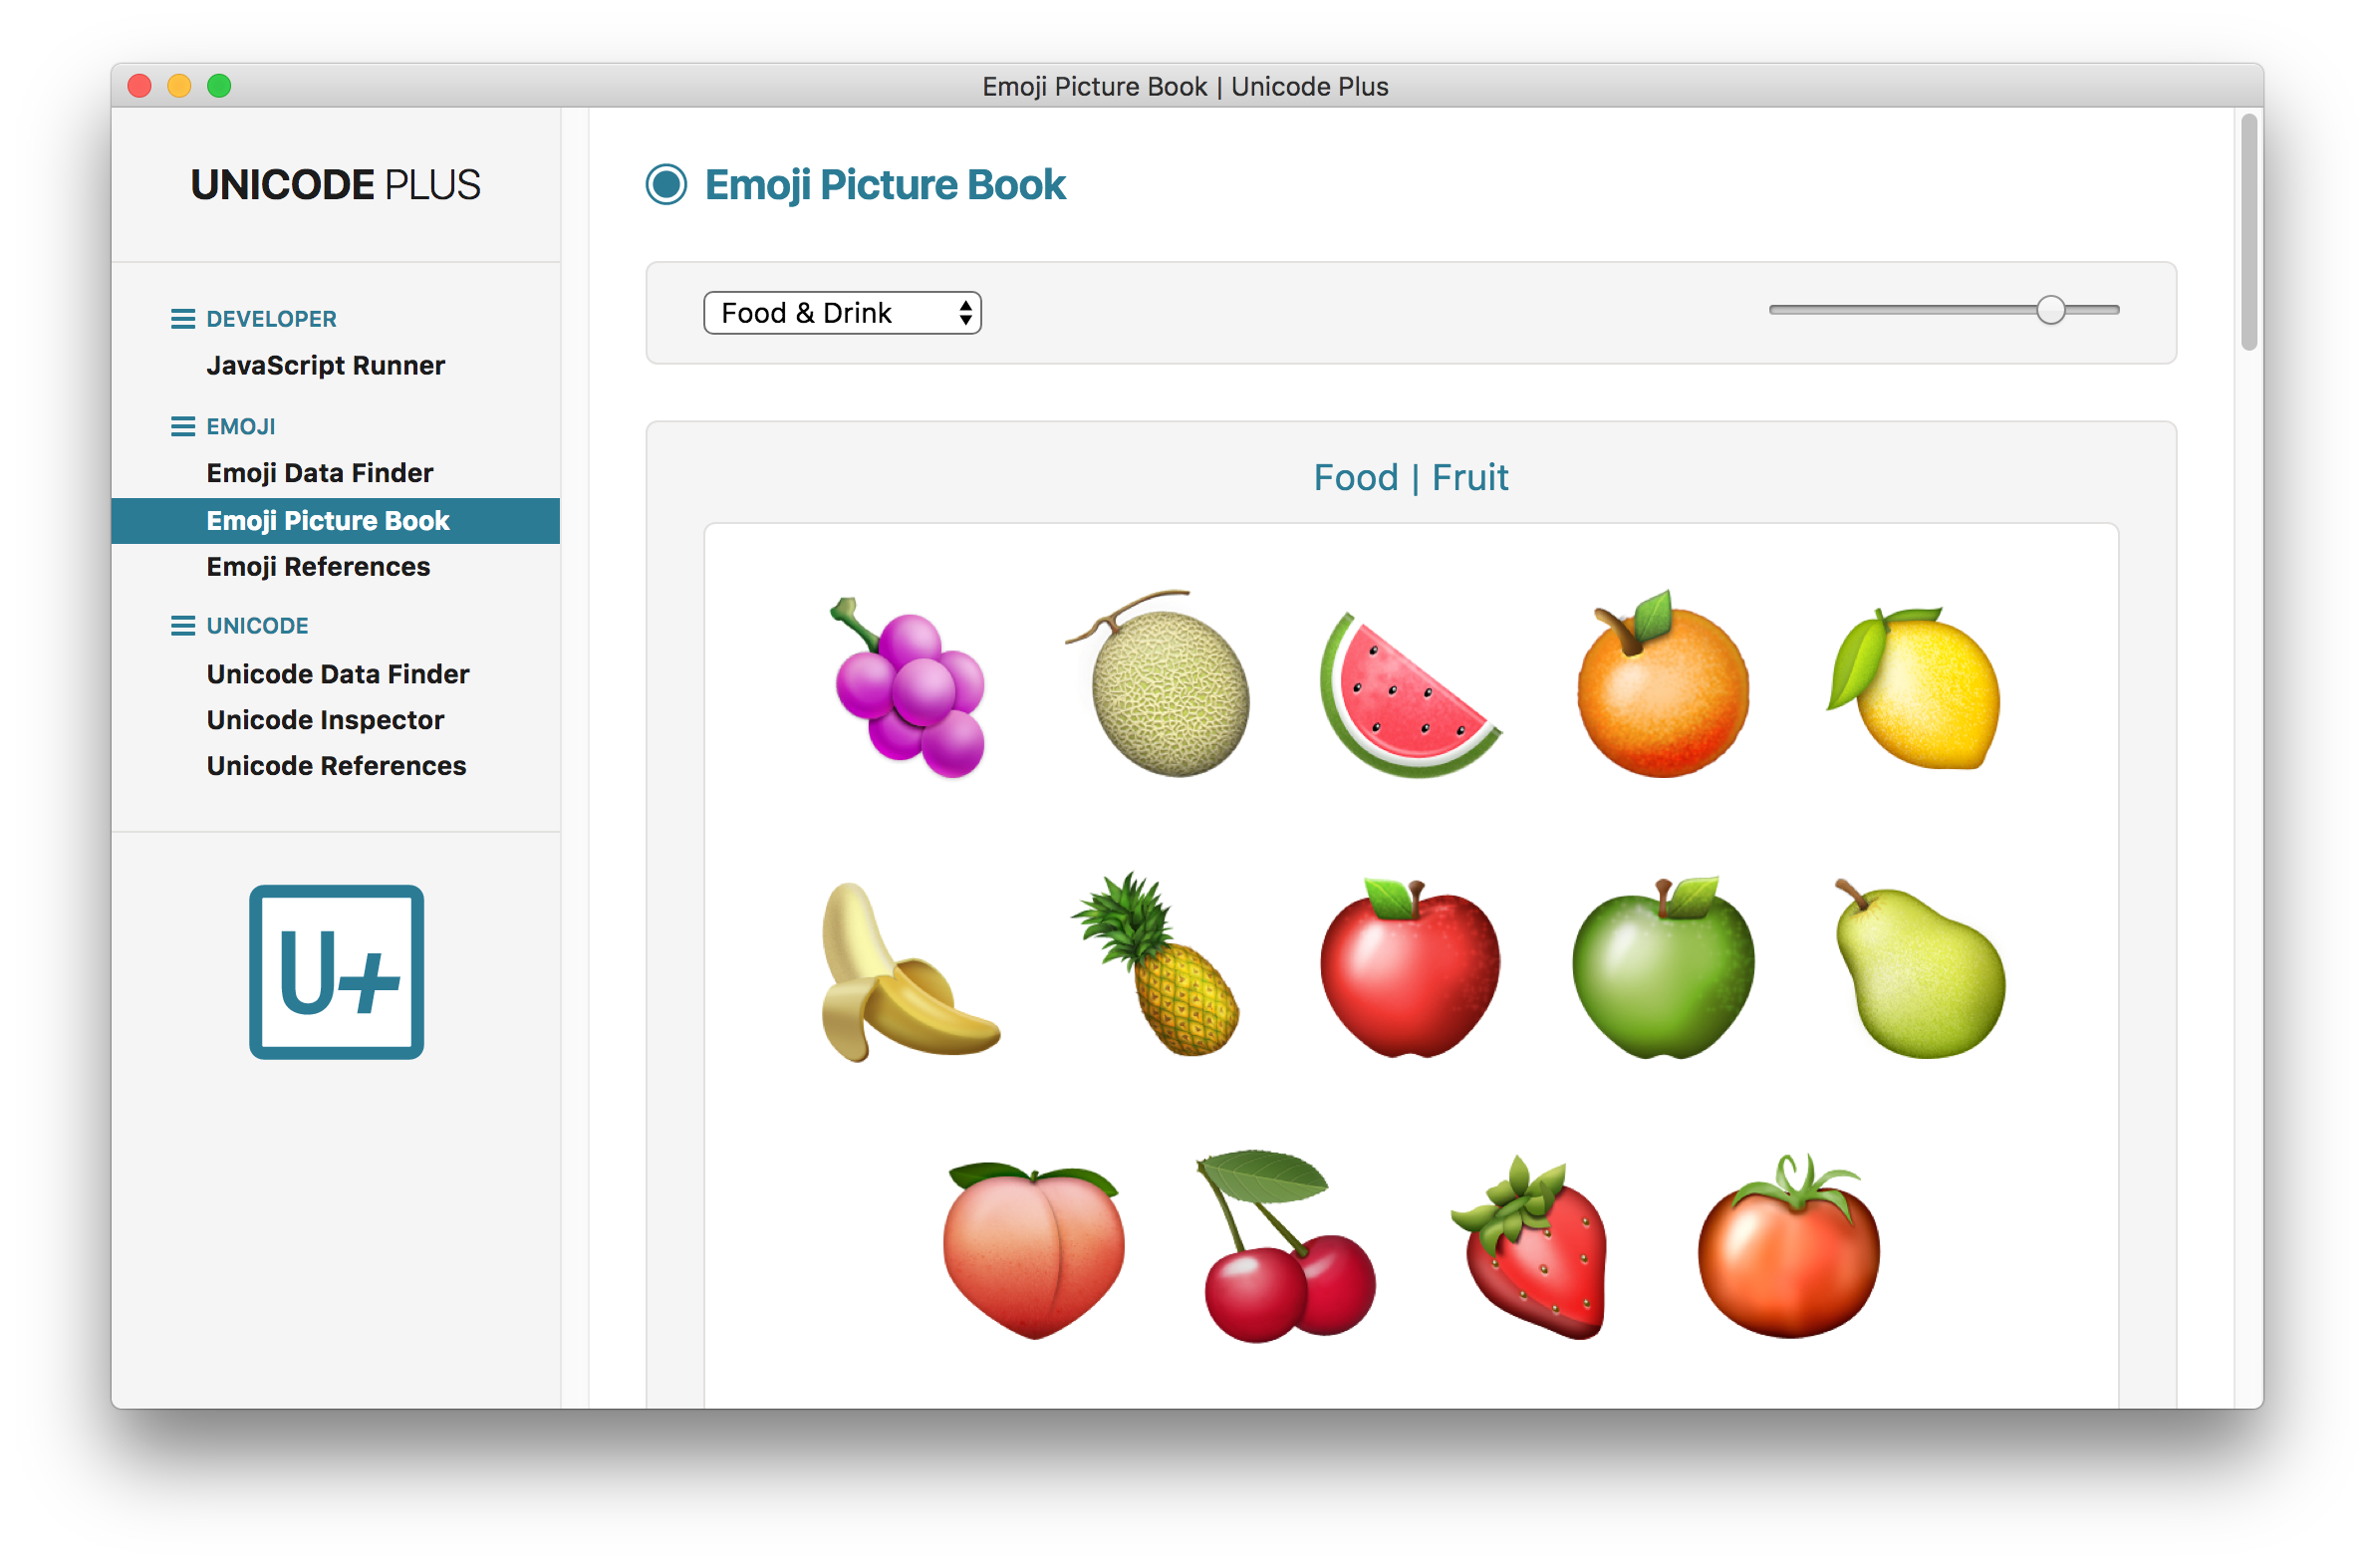 Emoji Picture Book | Unicode Plus
UNICODE PLUS
DEVELOPER
JavaScript Runner
EMOJI
Emoji Data Finder
Emoji Picture Book
Emoji References
UNICODE
Unicode Data Finder
Unicode Inspector
Unicode References
U+
Emoji Picture Book
Food & Drink
Food | Fruit